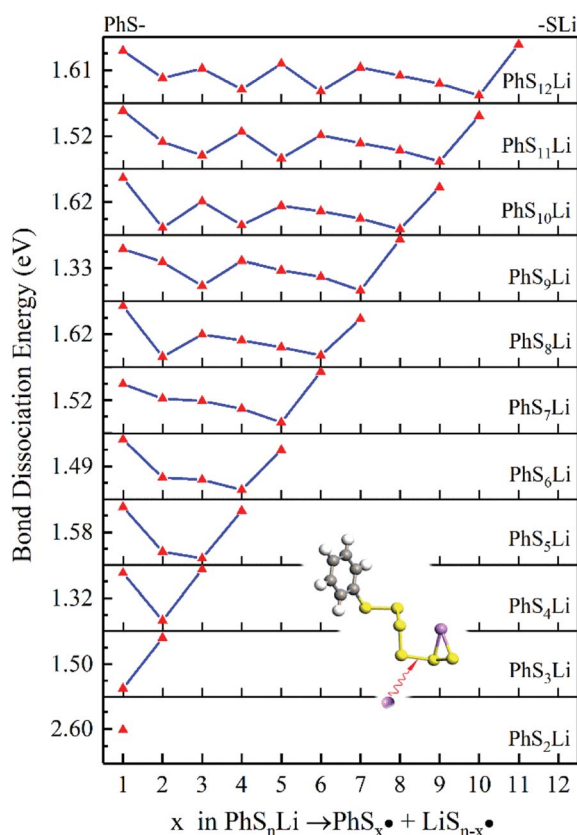 PhS-
-SLi
1.61
PhS₁₂Li
1.52
PhS₁₁Li
1.62
PhS₁₀Li
1.33
PhS₉Li
1.62
PhS₈Li
1.52
PhS₇Li
1.49
PhS₆Li
1.58
PhS₅Li
1.32
PhS₄Li
1.50
PhS₃Li
2.60
PhS₂Li
Bond Dissociation Energy (eV)
1 2 3 4 5 6 7 8 9 10 11 12
x in PhSₙLi →PhSₓ• + LiSₙ₋ₓ•